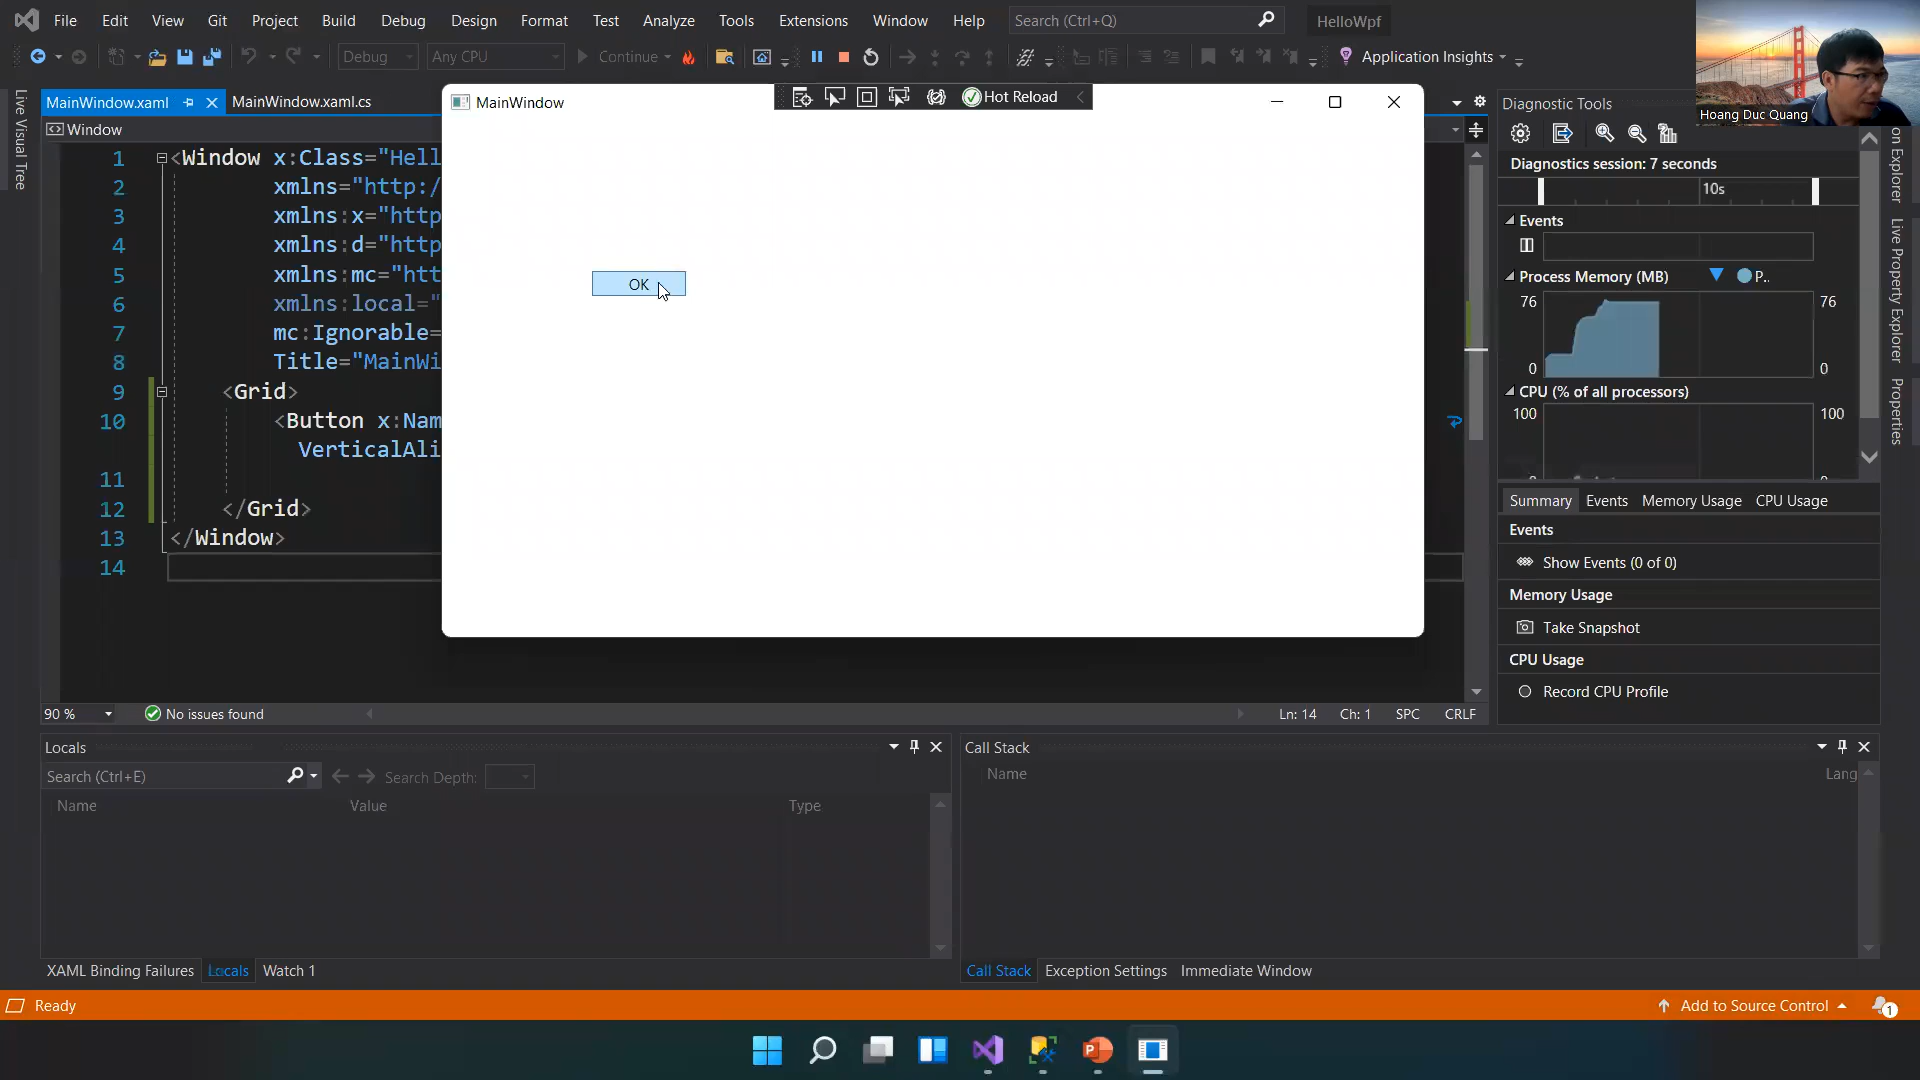 File Edit View Git Project Build Debug Design Format Test Analyze Tools Extensions Window Help Search (Ctrl+Q) HelloWpf
Debug Any CPU Continue Application Insights
Hoang Duc Quang
Live Visual Tree
MainWindow.xaml MainWindow.xaml.cs
Window
MainWindow
Hot Reload
1 <Window x:Class="Hell
2 xmlns="http:/
3 xmlns:x="http
4 xmlns:d="http
5 xmlns:mc="htt
6 xmlns:local="
7 mc:Ignorable=
8 Title="MainWi
9 <Grid>
10 <Button x:Nam
VerticalAli
11
12 </Grid>
13 </Window>
14
OK
Diagnostic Tools
Diagnostics session: 7 seconds
10s
Events
Process Memory (MB) P..
76 76
0 0
CPU (% of all processors)
100 100
Summary Events Memory Usage CPU Usage
Events
Show Events (0 of 0)
Memory Usage
Take Snapshot
CPU Usage
Record CPU Profile
on Explorer
Live Property Explorer
Properties
90 % No issues found Ln: 14 Ch: 1 SPC CRLF
Locals
Search (Ctrl+E) Search Depth:
Name Value Type
XAML Binding Failures Locals Watch 1
Call Stack
Name Lang
Call Stack Exception Settings Immediate Window
Ready Add to Source Control 1